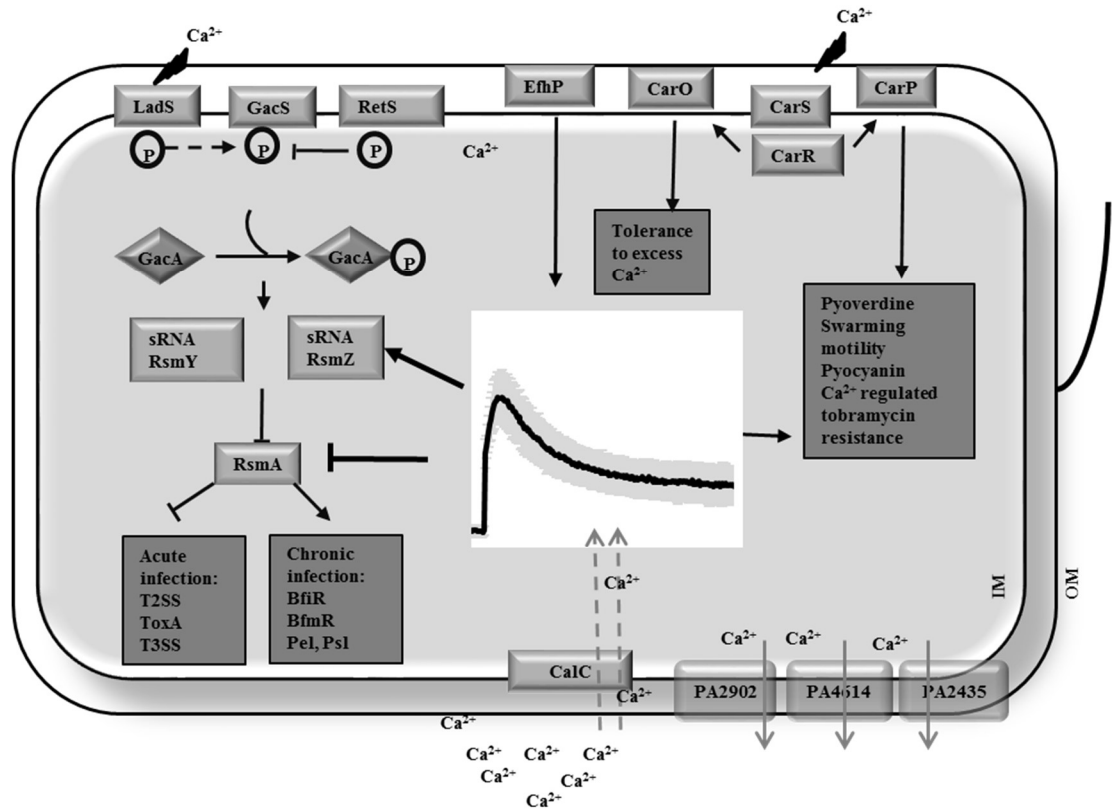 Ca²⁺
Ca²⁺
LadS
GacS
RetS
EfhP
CarO
CarS
CarP
P
P
P
Ca²⁺
CarR
GacA
GacA
P
Tolerance
to excess
Ca²⁺
sRNA
RsmY
sRNA
RsmZ
Pyoverdine
Swarming
motility
Pyocyanin
Ca²⁺ regulated
tobramycin
resistance
RsmA
Acute
infection:
T2SS
ToxA
T3SS
Chronic
infection:
BfiR
BfmR
Pel, Psl
Ca²⁺
IM
OM
Ca²⁺
Ca²⁺
Ca²⁺
CalC
Ca²⁺
PA2902
PA4614
PA2435
Ca²⁺
Ca²⁺
Ca²⁺
Ca²⁺
Ca²⁺
Ca²⁺
Ca²⁺